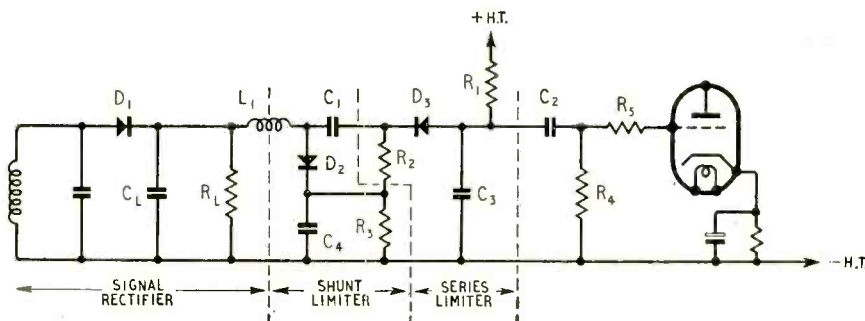 + H.T.
D1
L1
C1
D3
R1
C2
R5
D2
R2
CL
RL
C4
R3
C3
R4
— H.T.
SIGNAL
RECTIFIER
SHUNT
LIMITER
SERIES
LIMITER